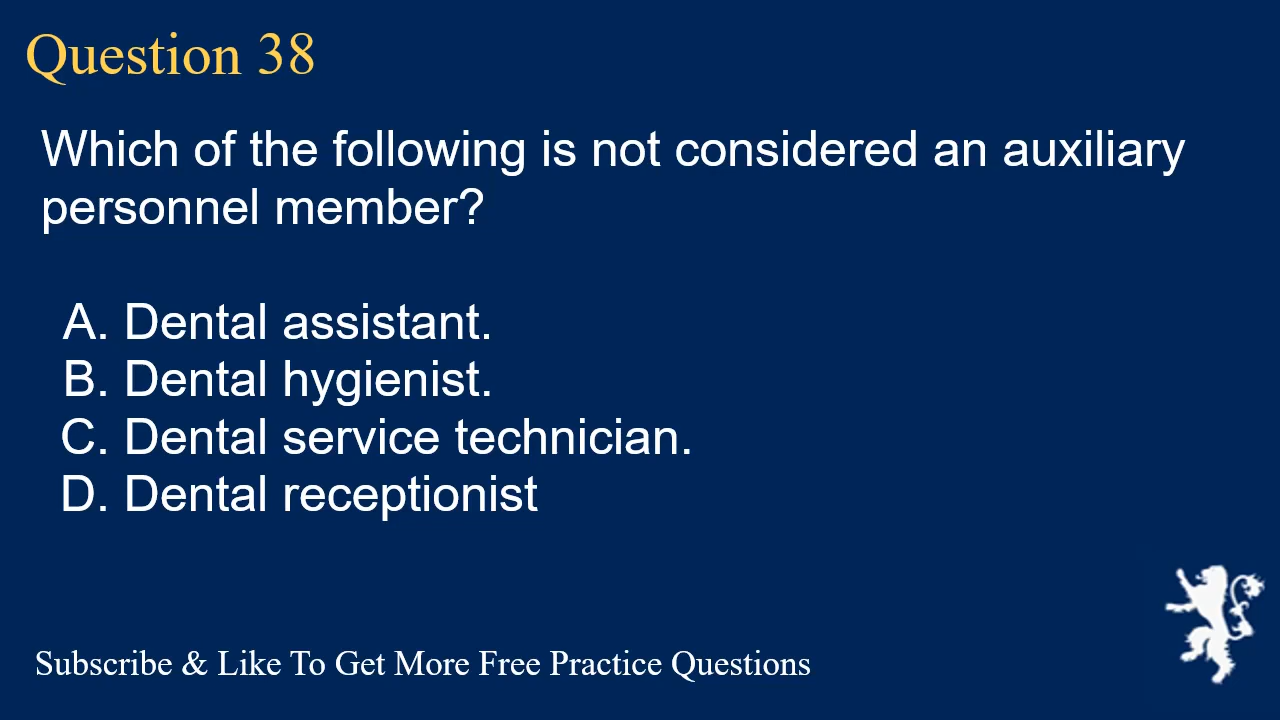 Question 38
Which of the following is not considered an auxiliary
personnel member?
A. Dental assistant.
B. Dental hygienist.
C. Dental service technician.
D. Dental receptionist
Subscribe & Like To Get More Free Practice Questions